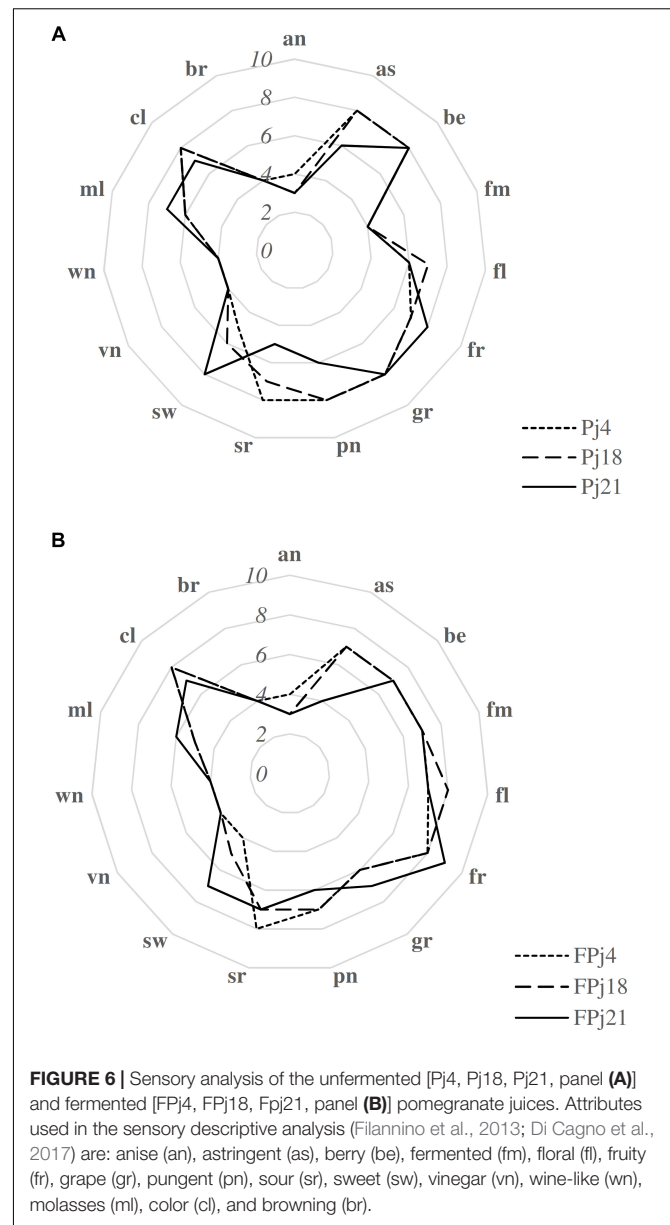 A
an
as
be
fm
fl
fr
gr
pn
sr
sw
vn
wn
ml
cl
br
10
8
6
4
2
0
Pj4
Pj18
Pj21
B
an
as
be
fm
fl
fr
gr
pn
sr
sw
vn
wn
ml
cl
br
10
8
6
4
2
0
FPj4
FPj18
FPj21
FIGURE 6 | Sensory analysis of the unfermented [Pj4, Pj18, Pj21, panel (A)]
and fermented [FPj4, FPj18, Fpj21, panel (B)] pomegranate juices. Attributes
used in the sensory descriptive analysis (Filannino et al., 2013; Di Cagno et al.,
2017) are: anise (an), astringent (as), berry (be), fermented (fm), floral (fl), fruity
(fr), grape (gr), pungent (pn), sour (sr), sweet (sw), vinegar (vn), wine-like (wn),
molasses (ml), color (cl), and browning (br).